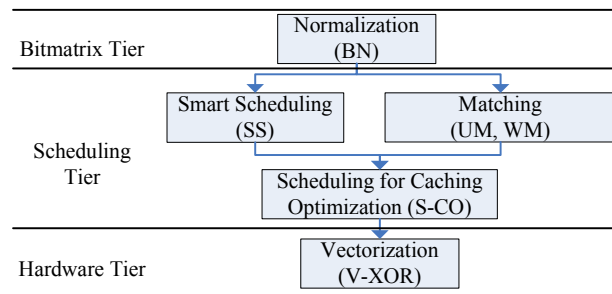 Normalization
(BN)
Bitmatrix Tier
Smart Scheduling
(SS)
Matching
(UM, WM)
Scheduling
Tier
Scheduling for Caching
Optimization (S-CO)
Vectorization
(V-XOR)
Hardware Tier